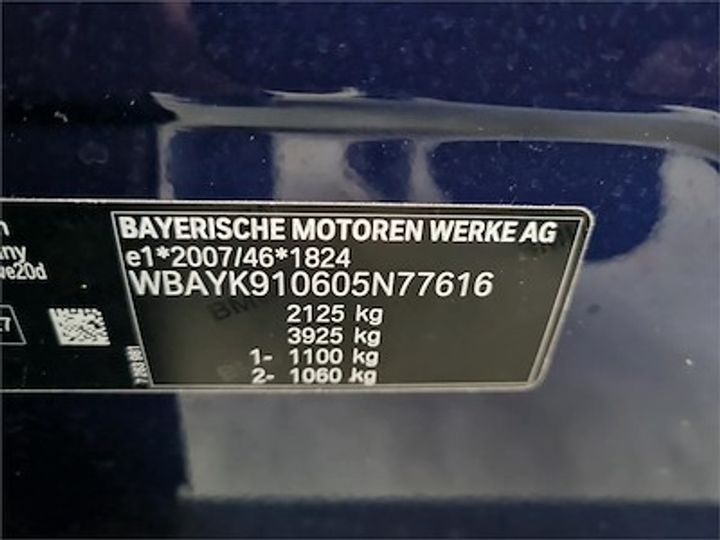 BAYERISCHE MOTOREN WERKE AG
e1*2007/46*1824
WBAYK910605N77616
2125 kg
3925 kg
1- 1100 kg
2- 1060 kg